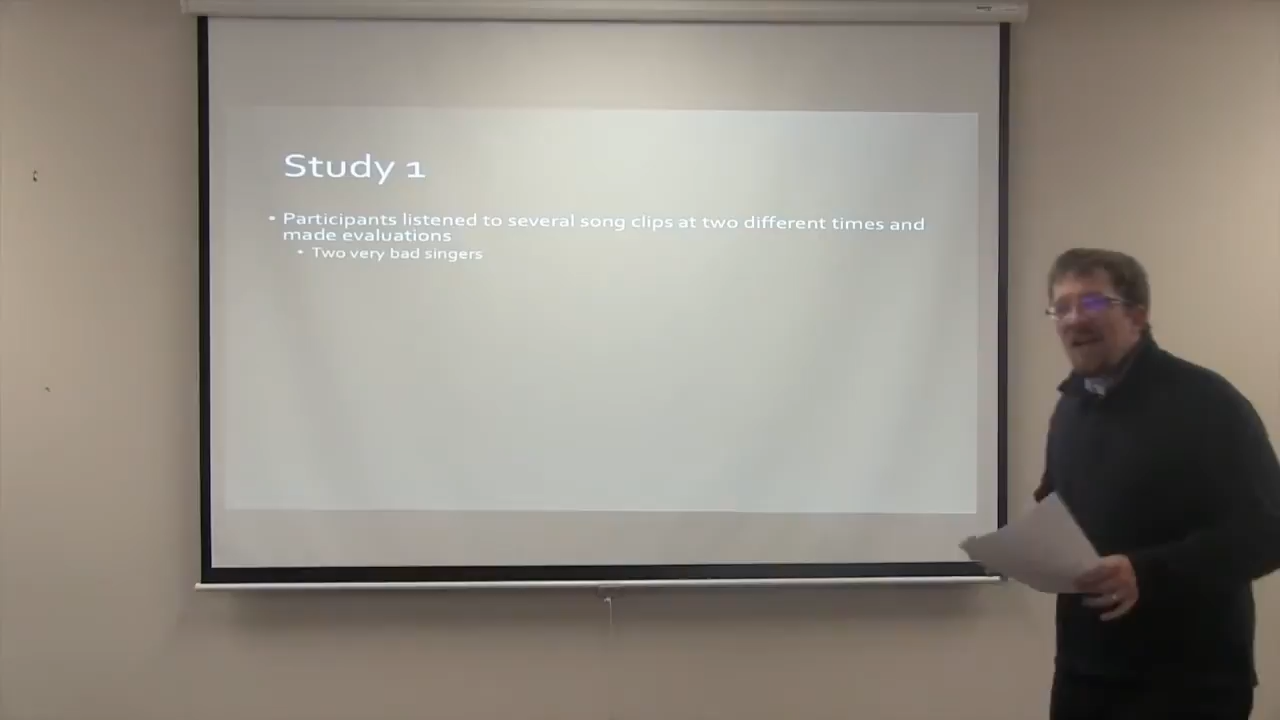 Study 1
• Participants listened to several song clips at two different times and
made evaluations
• Two very bad singers